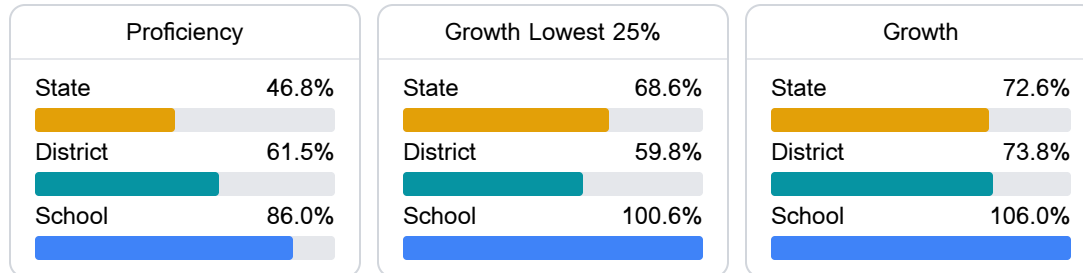 Proficiency
State 46.8%
District 61.5%
School 86.0%
Growth Lowest 25%
State 68.6%
District 59.8%
School 100.6%
Growth
State 72.6%
District 73.8%
School 106.0%